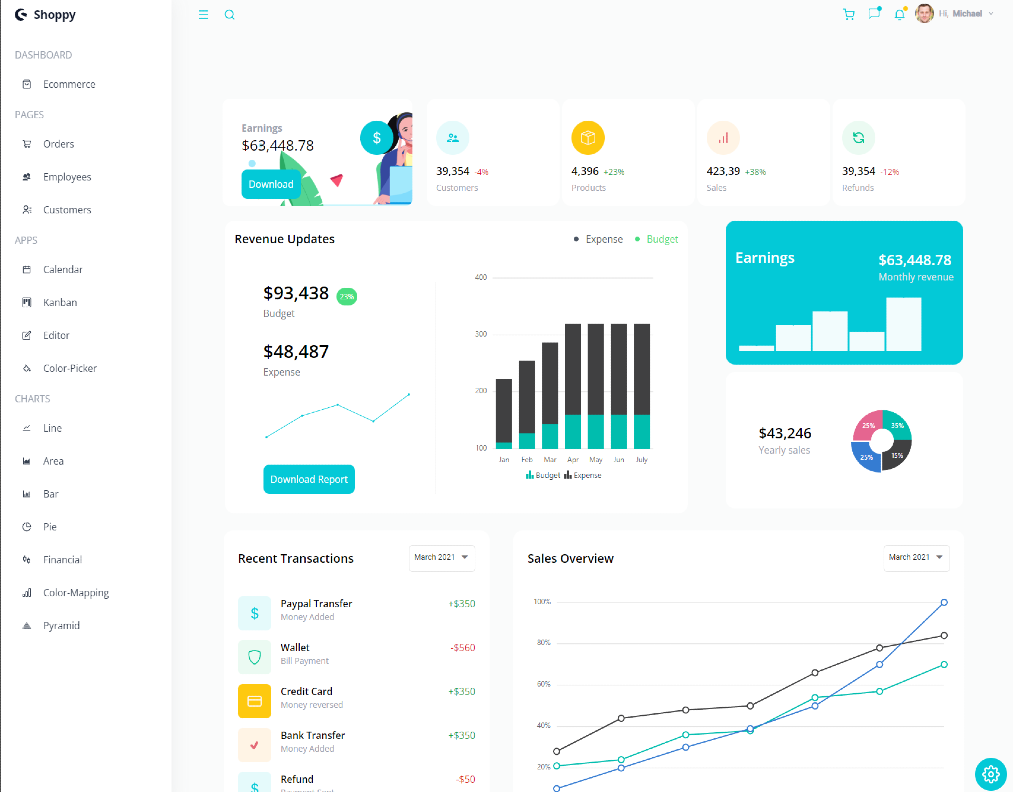 Shoppy
Hi, Michael
DASHBOARD
Ecommerce
PAGES
Orders
Employees
Customers
APPS
Calendar
Kanban
Editor
Color-Picker
CHARTS
Line
Area
Bar
Pie
Financial
Color-Mapping
Pyramid
Earnings
$63,448.78
Download
$
39,354 -4%
Customers
4,396 +23%
Products
423,39 +38%
Sales
39,354 -12%
Refunds
Revenue Updates
Expense
Budget
$93,438 73%
Budget
$48,487
Expense
Download Report
400
300
200
100
Jan Feb Mar Apr May Jun July
Budget Expense
Earnings
$63,448.78
Monthly revenue
$43,246
Yearly sales
25% 35%
25% 15%
Recent Transactions
March 2021
$
Paypal Transfer +$350
Money Added
Wallet -$560
Bill Payment
Credit Card +$350
Money reversed
Bank Transfer +$350
Money Added
$
Refund -$50
Sales Overview
March 2021
100%
80%
60%
40%
20%